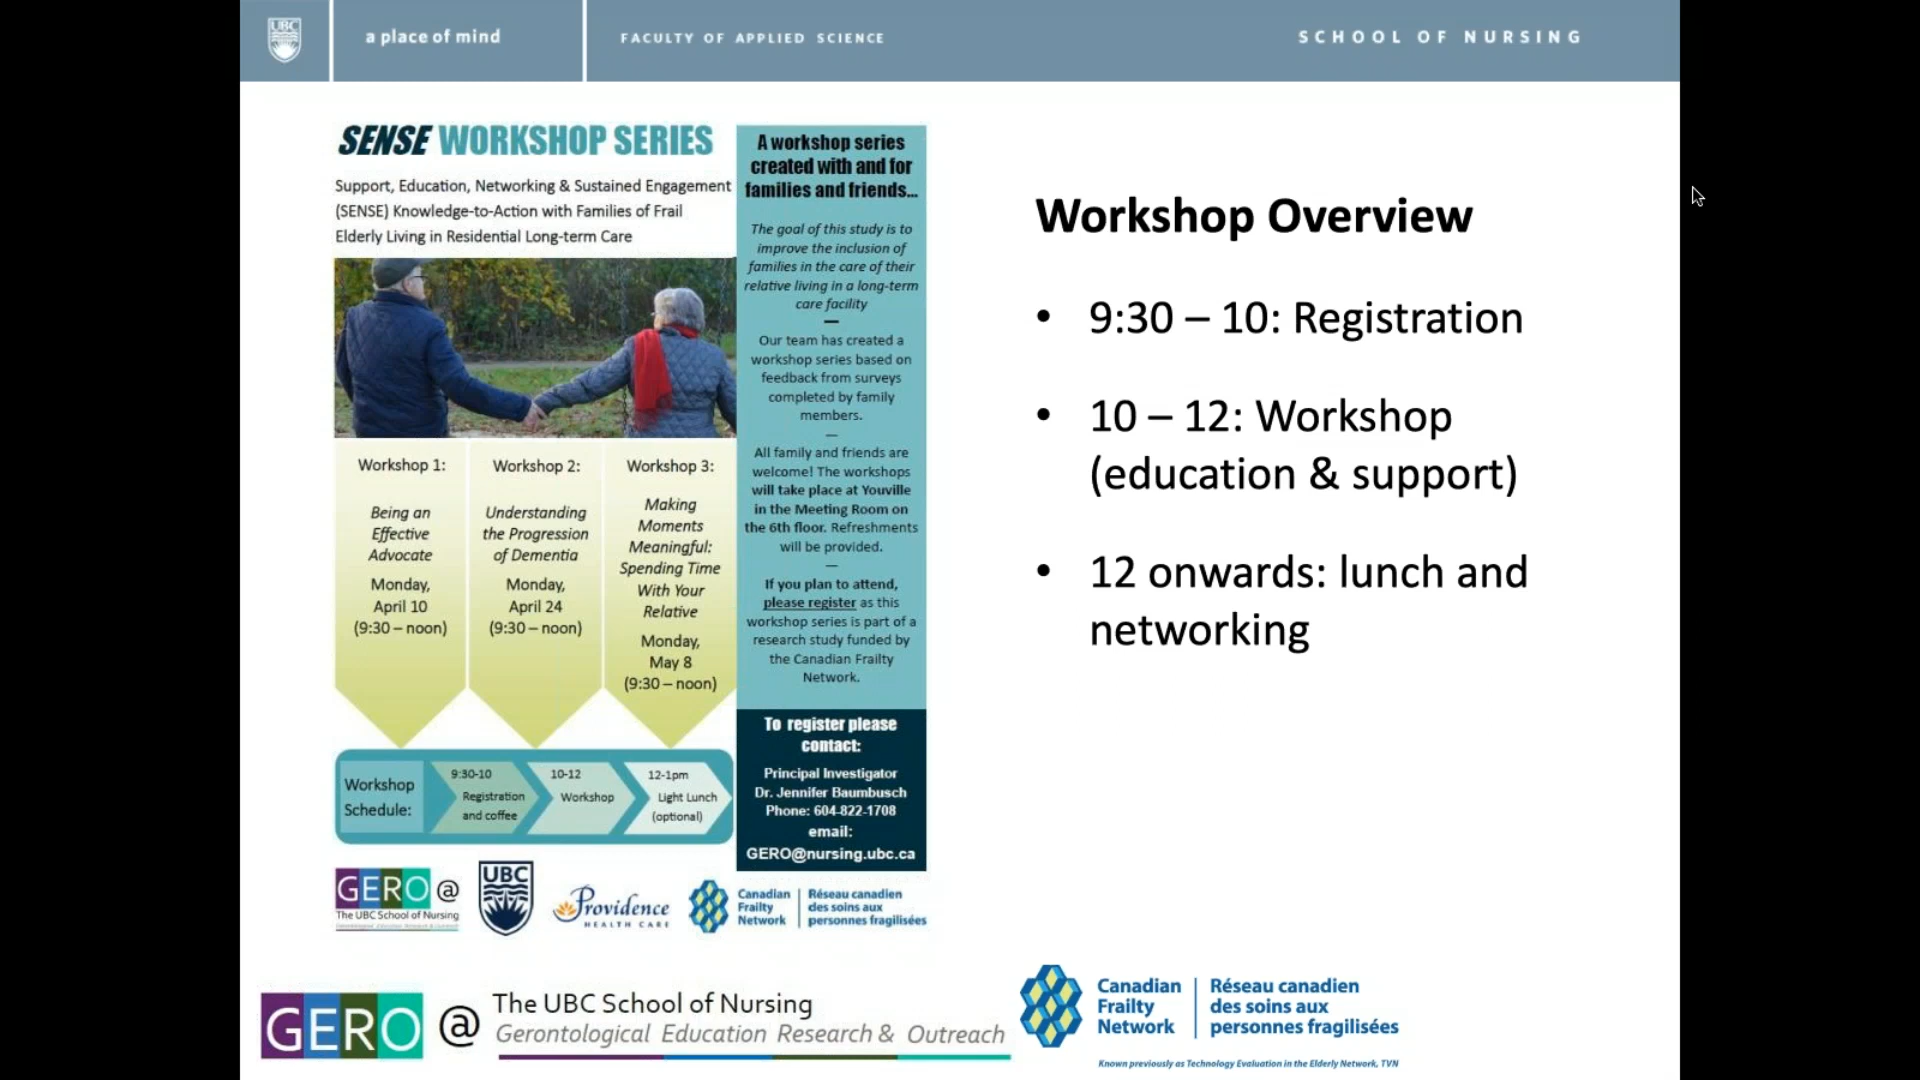 UBC
a place of mind
FACULTY OF APPLIED SCIENCE
SCHOOL OF NURSING
SENSE WORKSHOP SERIES
Support, Education, Networking & Sustained Engagement
(SENSE) Knowledge-to-Action with Families of Frail
Elderly Living in Residential Long-term Care
Workshop 1:
Being an
Effective
Advocate
Monday,
April 10
(9:30 – noon)
Workshop 2:
Understanding
the Progression
of Dementia
Monday,
April 24
(9:30 – noon)
Workshop 3:
Making
Moments
Meaningful:
Spending Time
With Your
Relative
Monday,
May 8
(9:30 – noon)
Workshop
Schedule:
9:30-10
Registration
and coffee
10-12
Workshop
12-1pm
Light Lunch
(optional)
A workshop series
created with and for
families and friends...
The goal of this study is to
improve the inclusion of
families in the care of their
relative living in a long-term
care facility
—
Our team has created a
workshop series based on
feedback from surveys
completed by family
members.
—
All family and friends are
welcome! The workshops
will take place at Youville
in the Meeting Room on
the 6th floor. Refreshments
will be provided.
—
If you plan to attend,
please register as this
workshop series is part of a
research study funded by
the Canadian Frailty
Network.
To register please
contact:
Principal Investigator
Dr. Jennifer Baumbusch
Phone: 604-822-1708
email:
GERO@nursing.ubc.ca
GERO @
The UBC School of Nursing
Gerontological Education Research & Outreach
UBC
Providence
HEALTH CARE
Canadian
Frailty
Network
Réseau canadien
des soins aux
personnes fragilisées
Workshop Overview
• 9:30 – 10: Registration
• 10 – 12: Workshop
(education & support)
• 12 onwards: lunch and
networking
GERO @
The UBC School of Nursing
Gerontological Education Research & Outreach
Canadian
Frailty
Network
Réseau canadien
des soins aux
personnes fragilisées
Known previously as Technology Evaluation in the Elderly Network, TVN